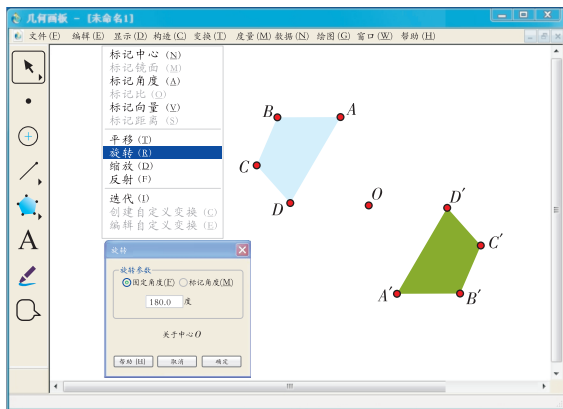 几何画板 - [未命名1]
文件(F) 编辑(E) 显示(D) 构造(C) 变换(T) 度量(M) 数据(N) 绘图(G) 窗口(W) 帮助(H)
标记中心 (N)
标记镜面 (M)
标记角度 (A)
标记比 (O)
标记向量 (V)
标记距离 (S)
平移 (T)
旋转 (R)
缩放 (D)
反射 (F)
迭代 (I)
创建自定义变换 (C)
编辑自定义变换 (E)
A
旋转
旋转参数
固定角度(F) 标记角度(M)
180.0 度
关于中心O
帮助 [H] 取消 确定
B A
C
D O
D′
C′
A′ B′